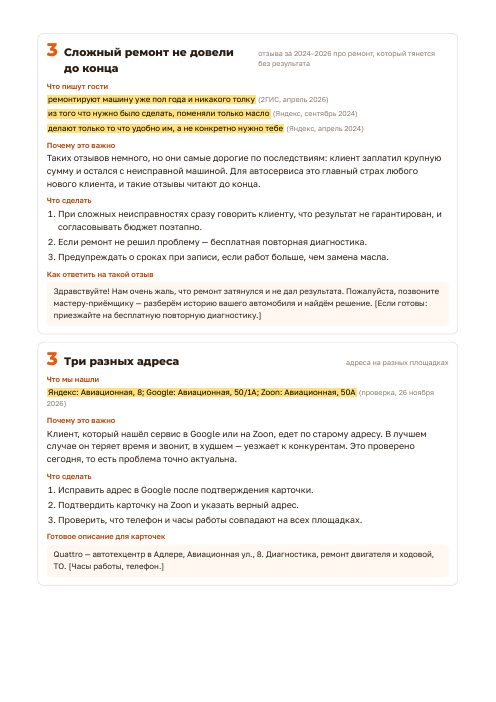 3 Сложный ремонт не довели
до конца
отзыва за 2024–2026 про ремонт, который тянется
без результата
Что пишут гости
ремонтируют машину уже пол года и никакого толку (2ГИС, апрель 2026)
из того что нужно было сделать, поменяли только масло (Яндекс, сентябрь 2024)
делают только то что удобно им, а не конкретно нужно тебе (Яндекс, апрель 2024)
Почему это важно
Таких отзывов немного, но они самые дорогие по последствиям: клиент заплатил крупную
сумму и остался с неисправной машиной. Для автосервиса это главный страх любого
нового клиента, и такие отзывы читают до конца.
Что сделать
1. При сложных неисправностях сразу говорить клиенту, что результат не гарантирован, и
согласовывать бюджет поэтапно.
2. Если ремонт не решил проблему — бесплатная повторная диагностика.
3. Предупреждать о сроках при записи, если работ больше, чем замена масла.
Как ответить на такой отзыв
Здравствуйте! Нам очень жаль, что ремонт затянулся и не дал результата. Пожалуйста, позвоните
мастеру-приёмщику — разберём историю вашего автомобиля и найдём решение. [Если готовы:
приезжайте на бесплатную повторную диагностику.]
3 Три разных адреса
адреса на разных площадках
Что мы нашли
Яндекс: Авиационная, 8; Google: Авиационная, 50/1А; Zoon: Авиационная, 50А (проверка, 26 ноября
2026)
Почему это важно
Клиент, который нашёл сервис в Google или на Zoon, едет по старому адресу. В лучшем
случае он теряет время и звонит, в худшем — уезжает к конкурентам. Это проверено
сегодня, то есть проблема точно актуальна.
Что сделать
1. Исправить адрес в Google после подтверждения карточки.
2. Подтвердить карточку на Zoon и указать верный адрес.
3. Проверить, что телефон и часы работы совпадают на всех площадках.
Готовое описание для карточек
Quattro — автотехцентр в Адлере, Авиационная ул., 8. Диагностика, ремонт двигателя и ходовой,
ТО. [Часы работы, телефон.]